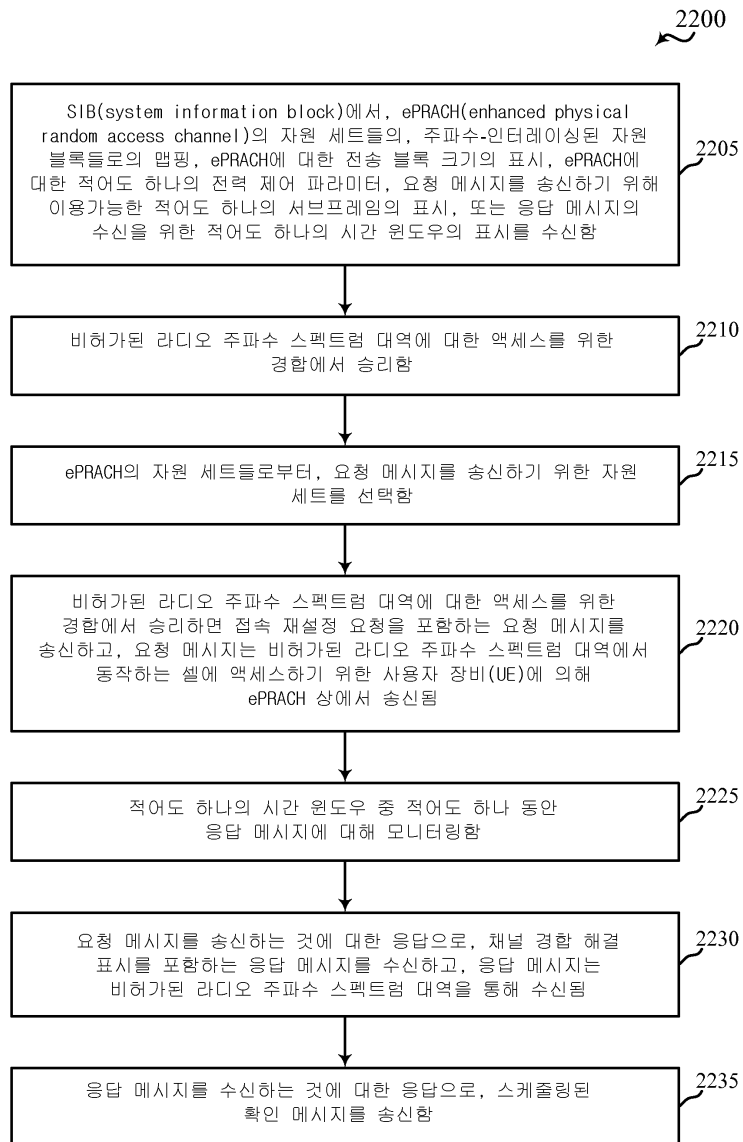 2200
SIB(system information block)에서, ePRACH(enhanced physical
random access channel)의 자원 세트들의, 주파수-인터레이싱된 자원
블록들로의 맵핑, ePRACH에 대한 전송 블록 크기의 표시, ePRACH에
대한 적어도 하나의 전력 제어 파라미터, 요청 메시지를 송신하기 위해
이용가능한 적어도 하나의 서브프레임의 표시, 또는 응답 메시지의
수신을 위한 적어도 하나의 시간 윈도우의 표시를 수신함
2205
비허가된 라디오 주파수 스펙트럼 대역에 대한 액세스를 위한
경합에서 승리함
2210
ePRACH의 자원 세트들로부터, 요청 메시지를 송신하기 위한 자원
세트를 선택함
2215
비허가된 라디오 주파수 스펙트럼 대역에 대한 액세스를 위한
경합에서 승리하면 접속 재설정 요청을 포함하는 요청 메시지를
송신하고, 요청 메시지는 비허가된 라디오 주파수 스펙트럼 대역에서
동작하는 셀에 액세스하기 위한 사용자 장비(UE)에 의해
ePRACH 상에서 송신됨
2220
적어도 하나의 시간 윈도우 중 적어도 하나 동안
응답 메시지에 대해 모니터링함
2225
요청 메시지를 송신하는 것에 대한 응답으로, 채널 경합 해결
표시를 포함하는 응답 메시지를 수신하고, 응답 메시지는
비허가된 라디오 주파수 스펙트럼 대역을 통해 수신됨
2230
응답 메시지를 수신하는 것에 대한 응답으로, 스케줄링된
확인 메시지를 송신함
2235